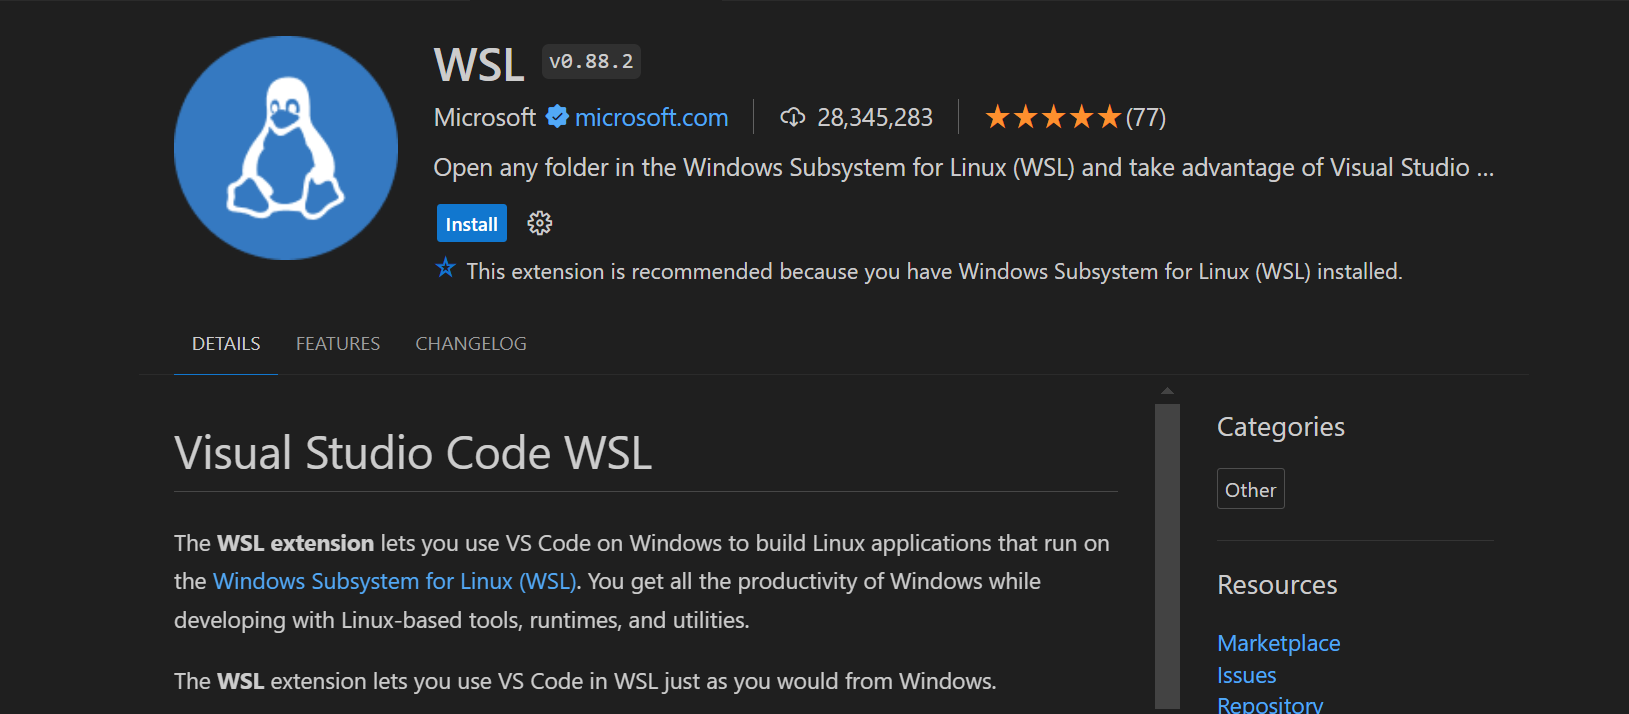 WSL v0.88.2
Microsoft microsoft.com 28,345,283 (77)
Open any folder in the Windows Subsystem for Linux (WSL) and take advantage of Visual Studio ...
Install
This extension is recommended because you have Windows Subsystem for Linux (WSL) installed.
DETAILS FEATURES CHANGELOG
Visual Studio Code WSL
The WSL extension lets you use VS Code on Windows to build Linux applications that run on
the Windows Subsystem for Linux (WSL). You get all the productivity of Windows while
developing with Linux-based tools, runtimes, and utilities.
The WSL extension lets you use VS Code in WSL just as you would from Windows.
Categories
Other
Resources
Marketplace
Issues
Repository